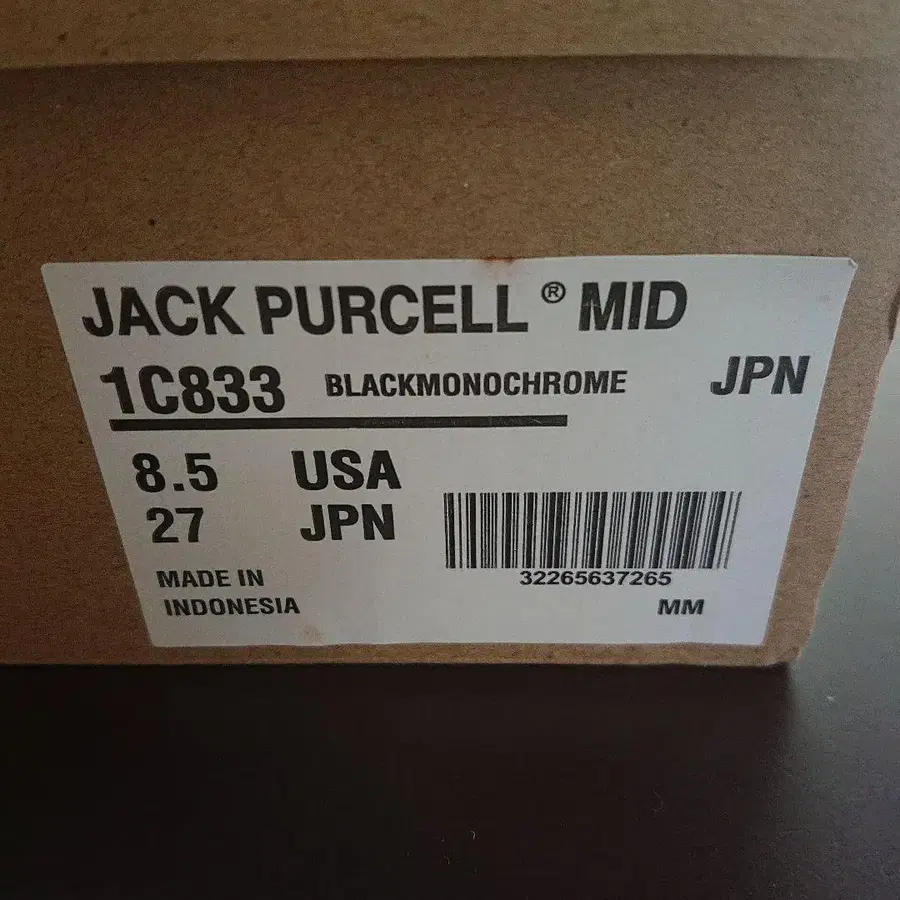 JACK PURCELL ® MID
1C833 BLACKMONOCHROME JPN
8.5 USA
27 JPN
MADE IN
INDONESIA
32265637265
MM